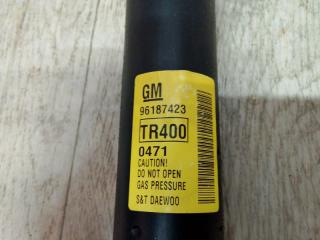 GM
96187423
TR400
0471
CAUTION!
DO NOT OPEN
GAS PRESSURE
S&T DAEWOO